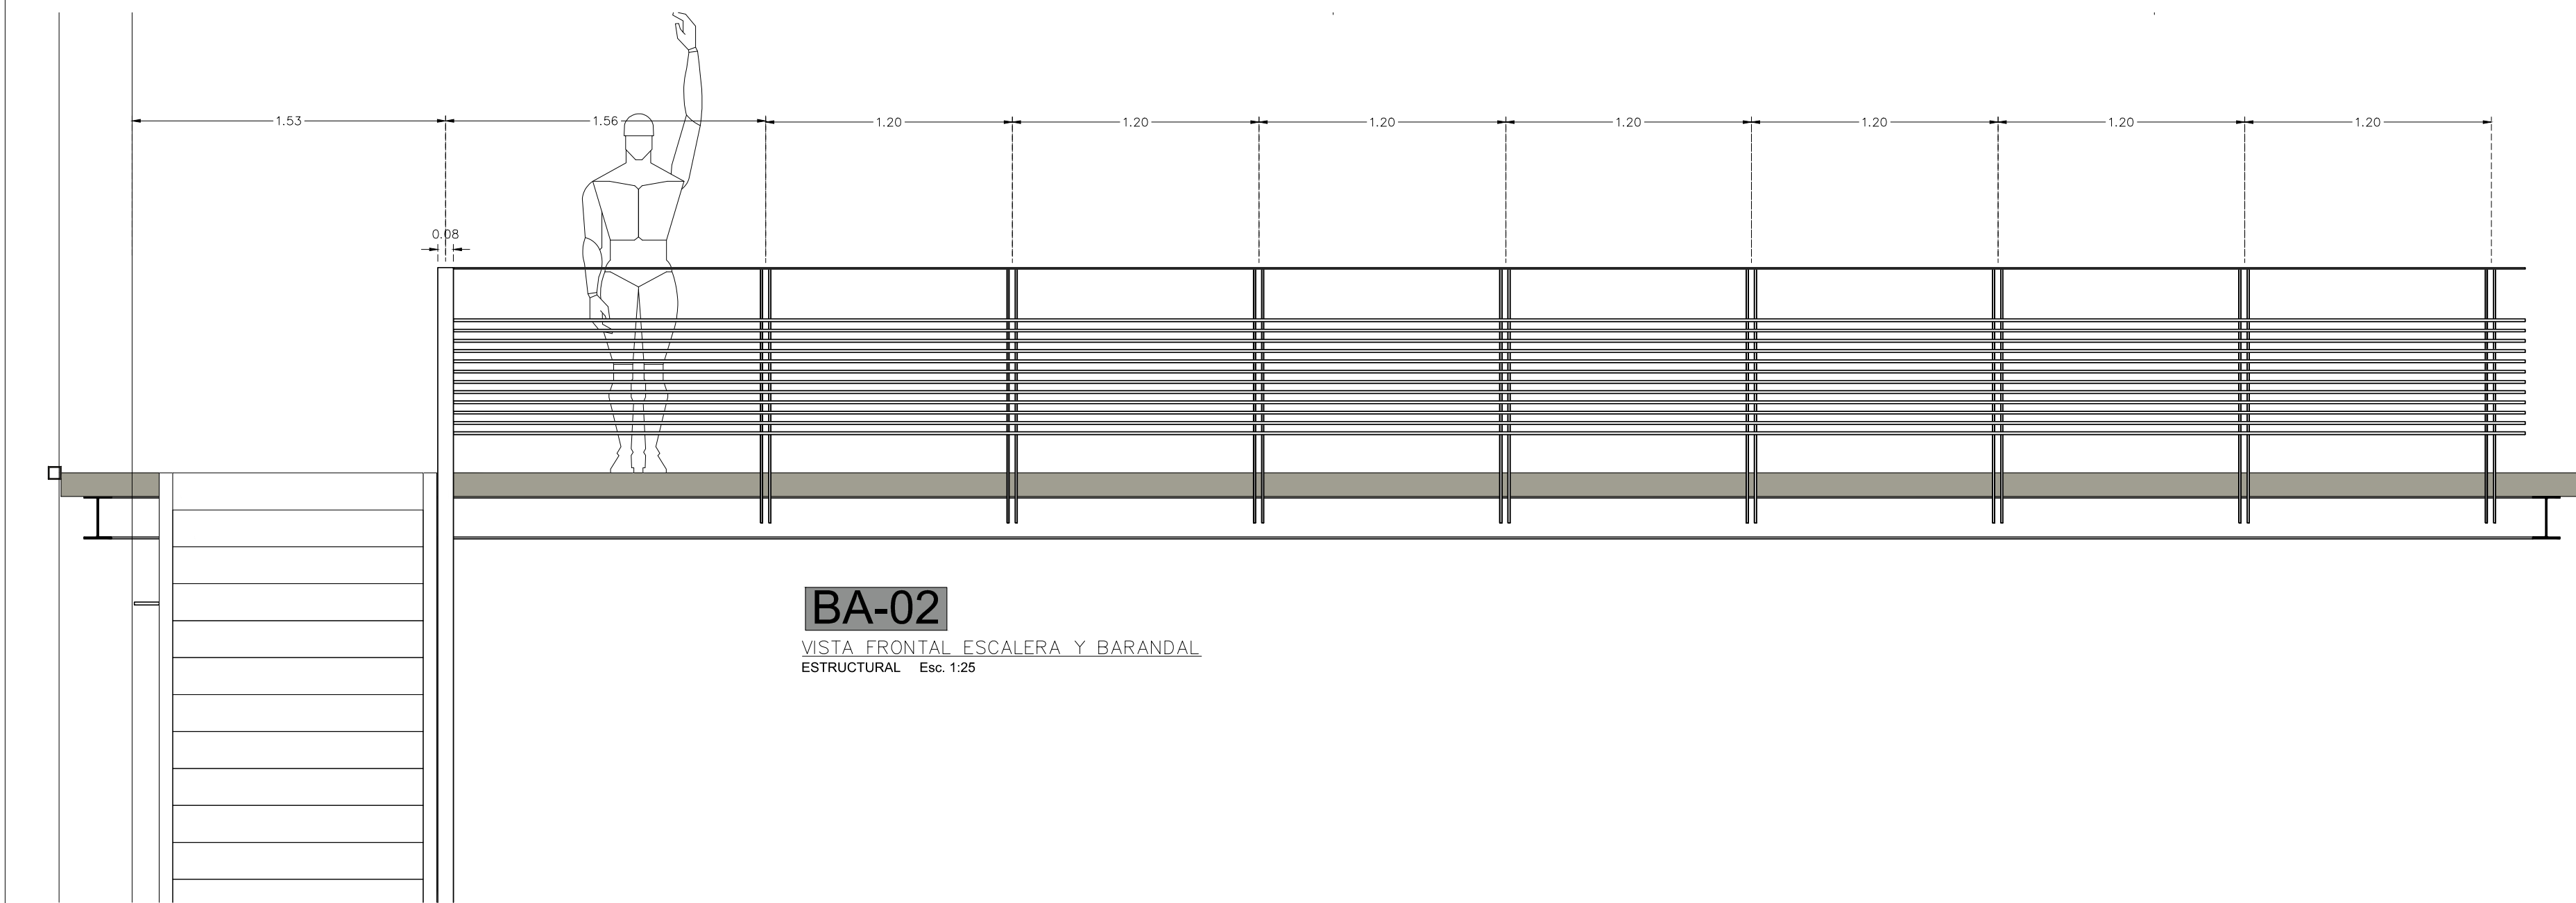 1.53 1.56 1.20 1.20 1.20 1.20 1.20 1.20 1.20
0.08
BA-02
VISTA FRONTAL ESCALERA Y BARANDAL
ESTRUCTURAL Esc. 1:25